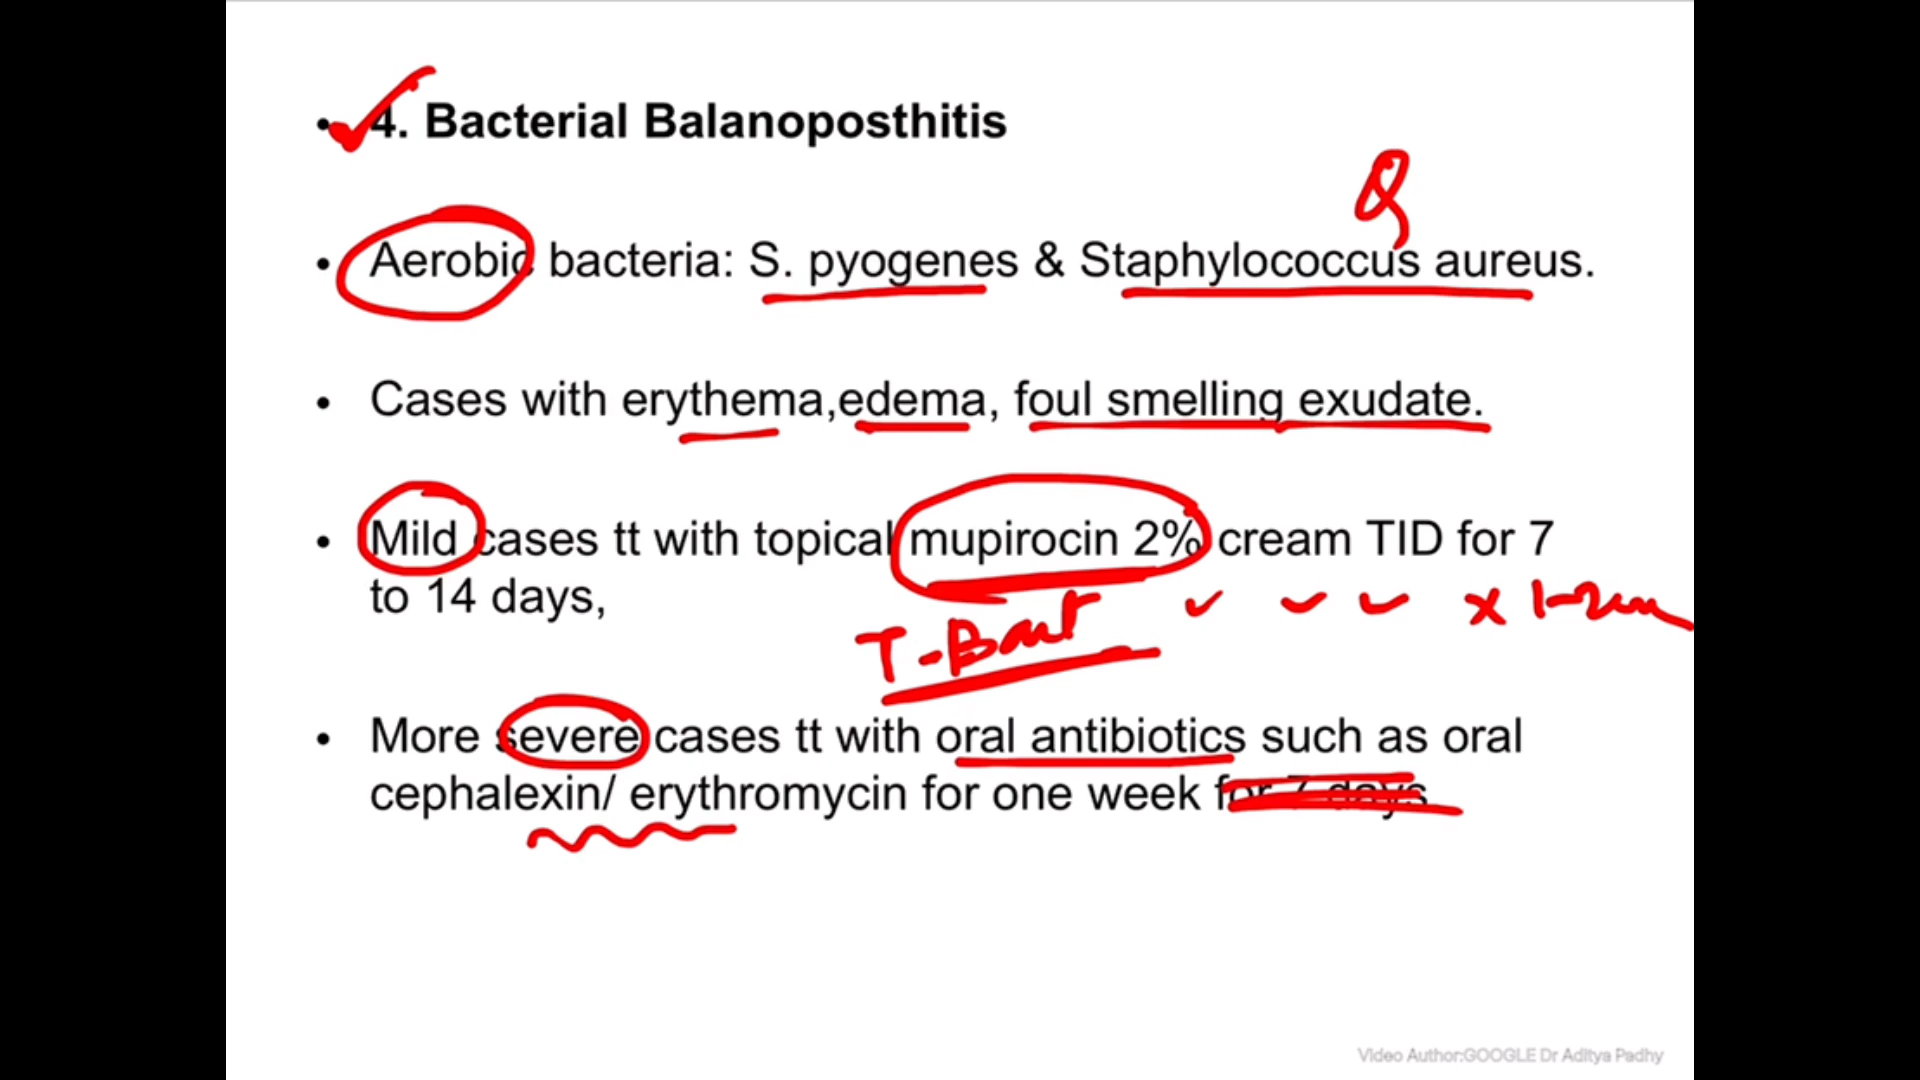 • 4. Bacterial Balanoposthitis
• Aerobic bacteria: S. pyogenes & Staphylococcus aureus.
• Cases with erythema,edema, foul smelling exudate.
• Mild cases tt with topical mupirocin 2% cream TID for 7
to 14 days,
T-Bact
• More severe cases tt with oral antibiotics such as oral
cephalexin/ erythromycin for one week for 7 days
Video Author:GOOGLE Dr Aditya Padhy